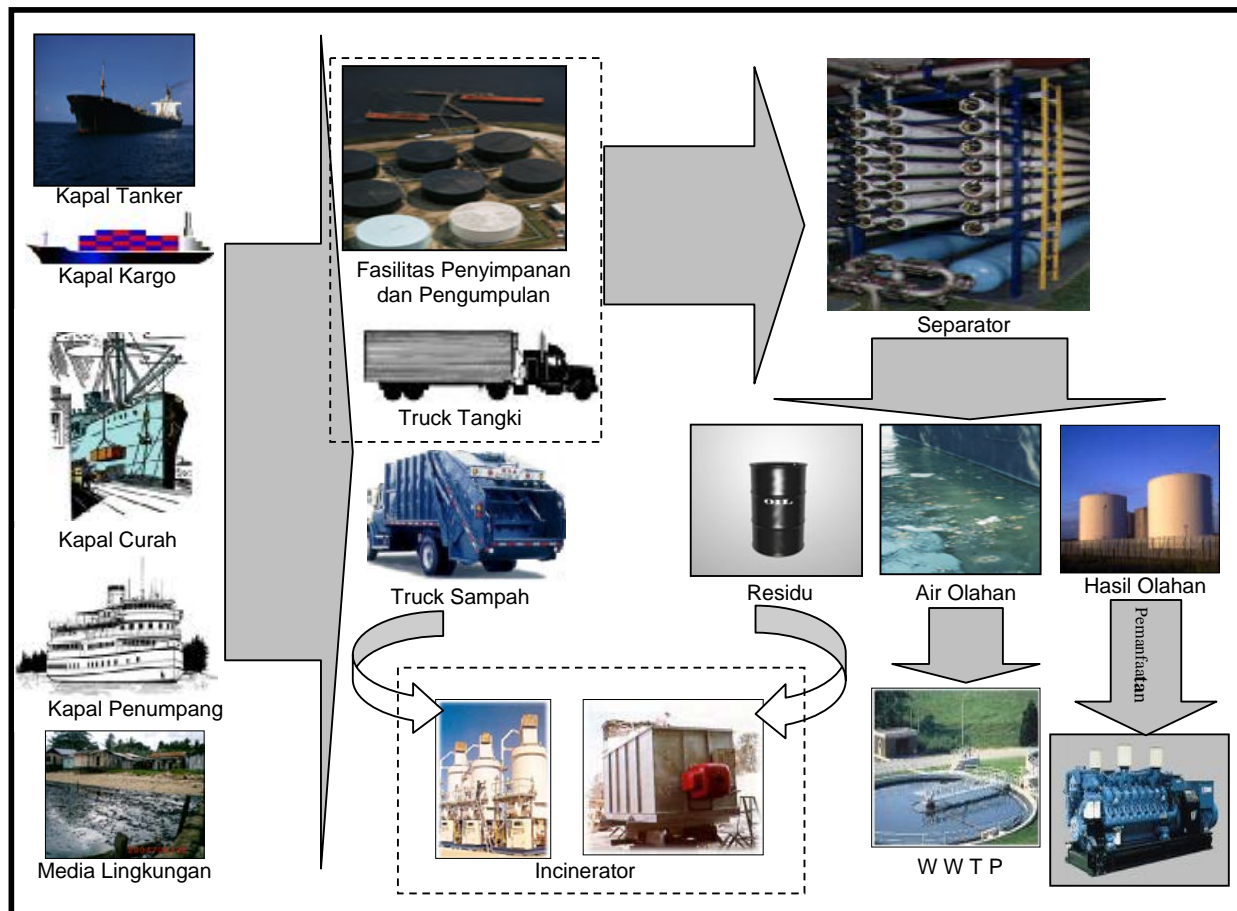 Kapal Tanker
Kapal Kargo
Kapal Curah
Kapal Penumpang
Media Lingkungan
Fasilitas Penyimpanan
dan Pengumpulan
Truck Tangki
Truck Sampah
Separator
OIL
Residu
Air Olahan
Hasil Olahan
Pemanfaatan
Incinerator
W W T P